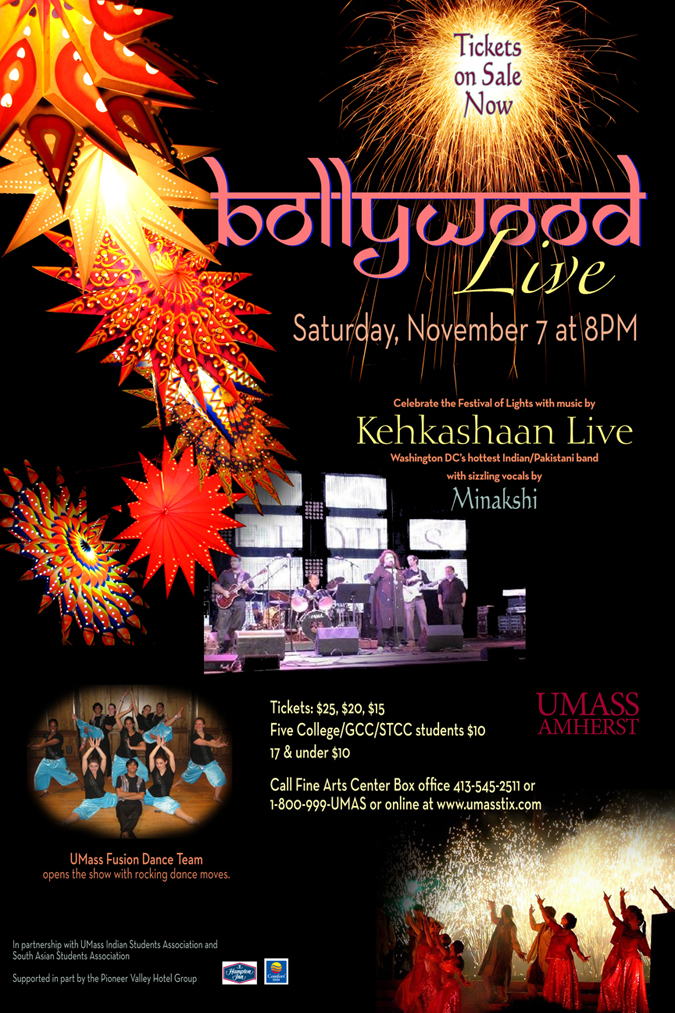 Tickets
on Sale
Now
Bollywood
Live
Saturday, November 7 at 8PM
Celebrate the Festival of Lights with music by
Kehkashaan Live
Washington DC's hottest Indian/Pakistani band
with sizzling vocals by
Minakshi
Tickets: $25, $20, $15
Five College/GCC/STCC students $10
17 & under $10
UMASS
AMHERST
Call Fine Arts Center Box office 413-545-2511 or
1-800-999-UMAS or online at www.umasstix.com
UMass Fusion Dance Team
opens the show with rocking dance moves.
In partnership with UMass Indian Students Association and
South Asian Students Association
Supported in part by the Pioneer Valley Hotel Group
Hampton
Inn
Comfort